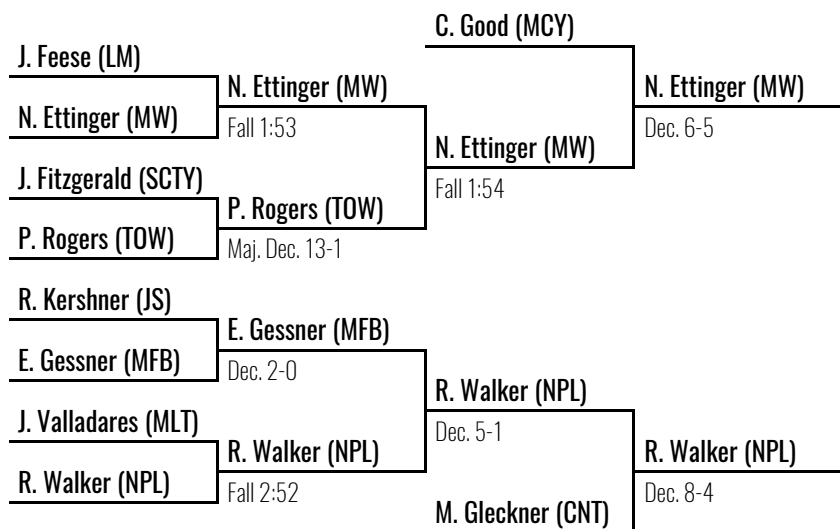 C. Good (MCY)
J. Feese (LM)
N. Ettinger (MW)
N. Ettinger (MW)
N. Ettinger (MW)
Fall 1:53
Dec. 6-5
N. Ettinger (MW)
J. Fitzgerald (SCTY)
Fall 1:54
P. Rogers (TOW)
P. Rogers (TOW)
Maj. Dec. 13-1
R. Kershner (JS)
E. Gessner (MFB)
E. Gessner (MFB)
Dec. 2-0
R. Walker (NPL)
J. Valladares (MLT)
Dec. 5-1
R. Walker (NPL)
R. Walker (NPL)
R. Walker (NPL)
Fall 2:52
Dec. 8-4
M. Gleckner (CNT)